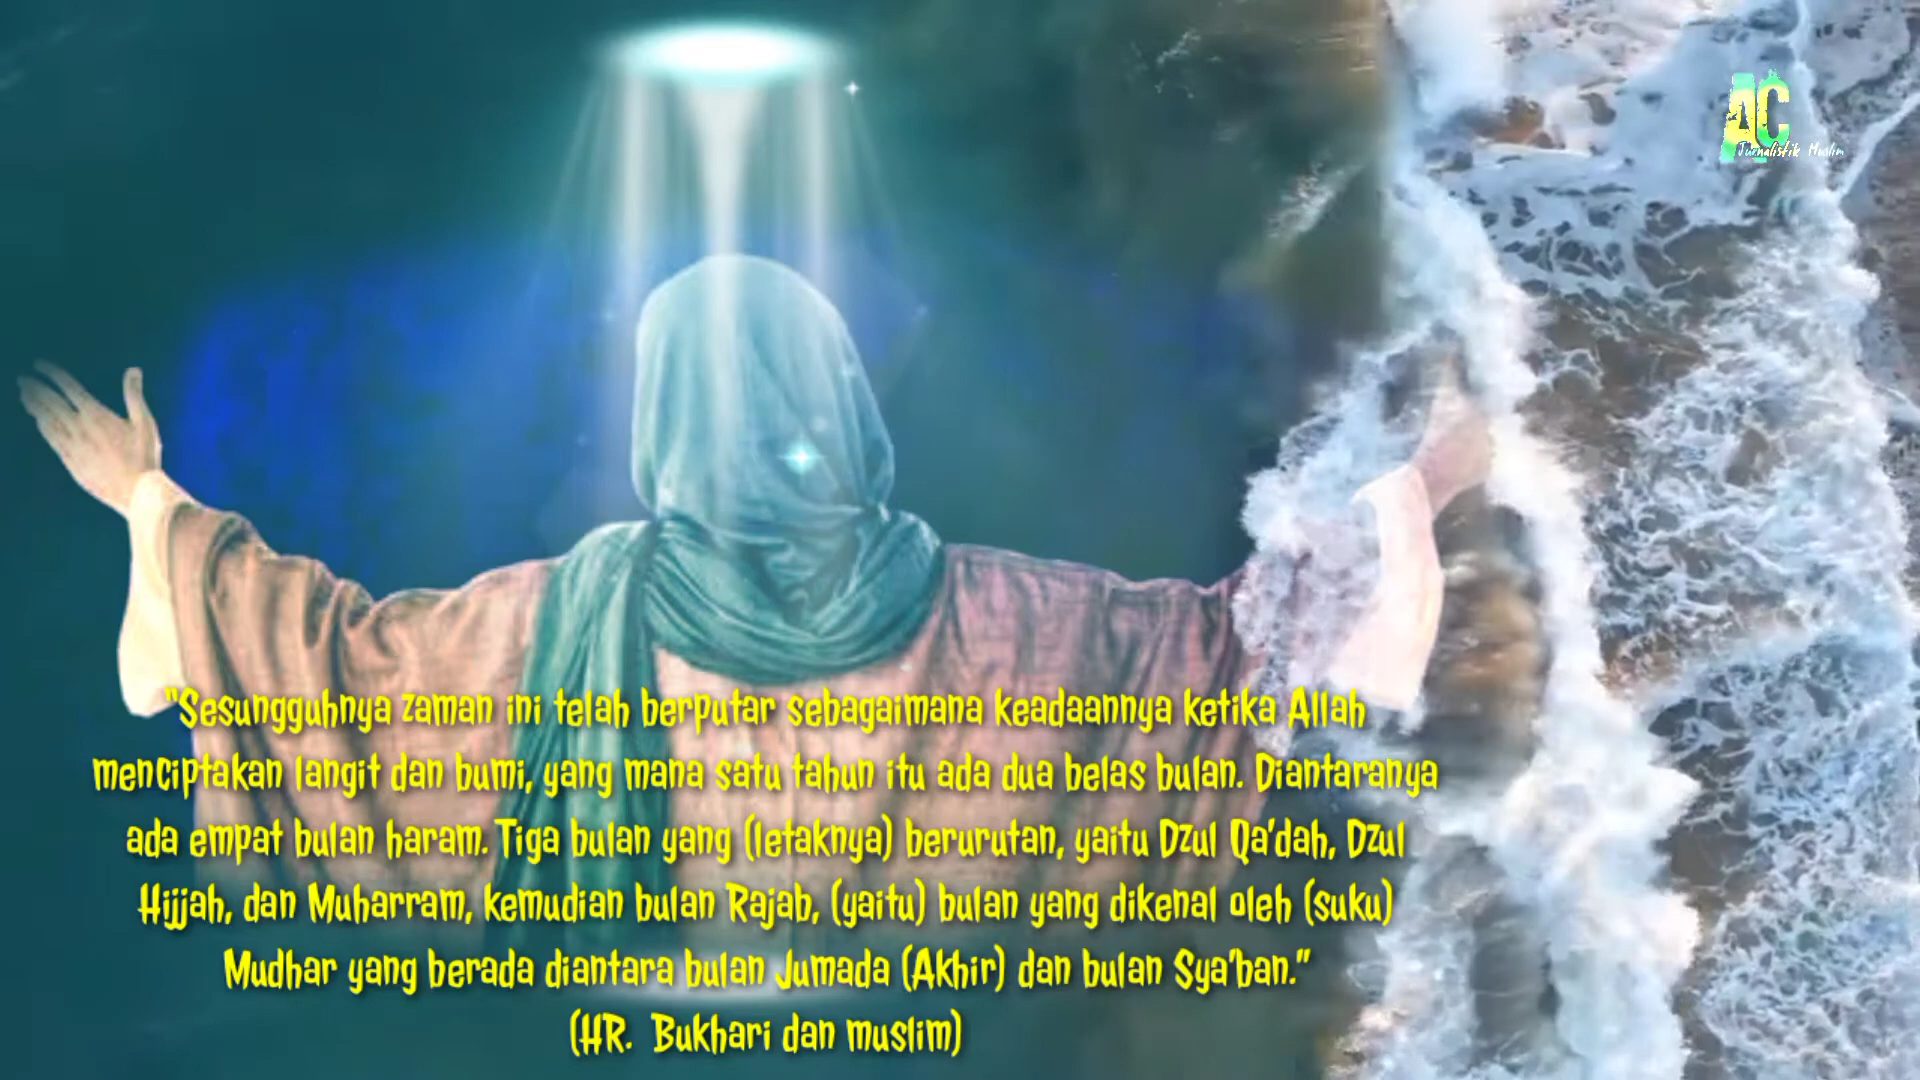 AC
Jurnalistik Muslim
"Sesungguhnya zaman ini telah berputar sebagaimana keadaannya ketika Allah
menciptakan langit dan bumi, yang mana satu tahun itu ada dua belas bulan. Diantaranya
ada empat bulan haram. Tiga bulan yang (letaknya) berurutan, yaitu Dzul Qa'dah, Dzul
Hijjah, dan Muharram, kemudian bulan Rajab, (yaitu) bulan yang dikenal oleh (suku)
Mudhar yang berada diantara bulan Jumada (Akhir) dan bulan Sya'ban."
(HR. Bukhari dan muslim)